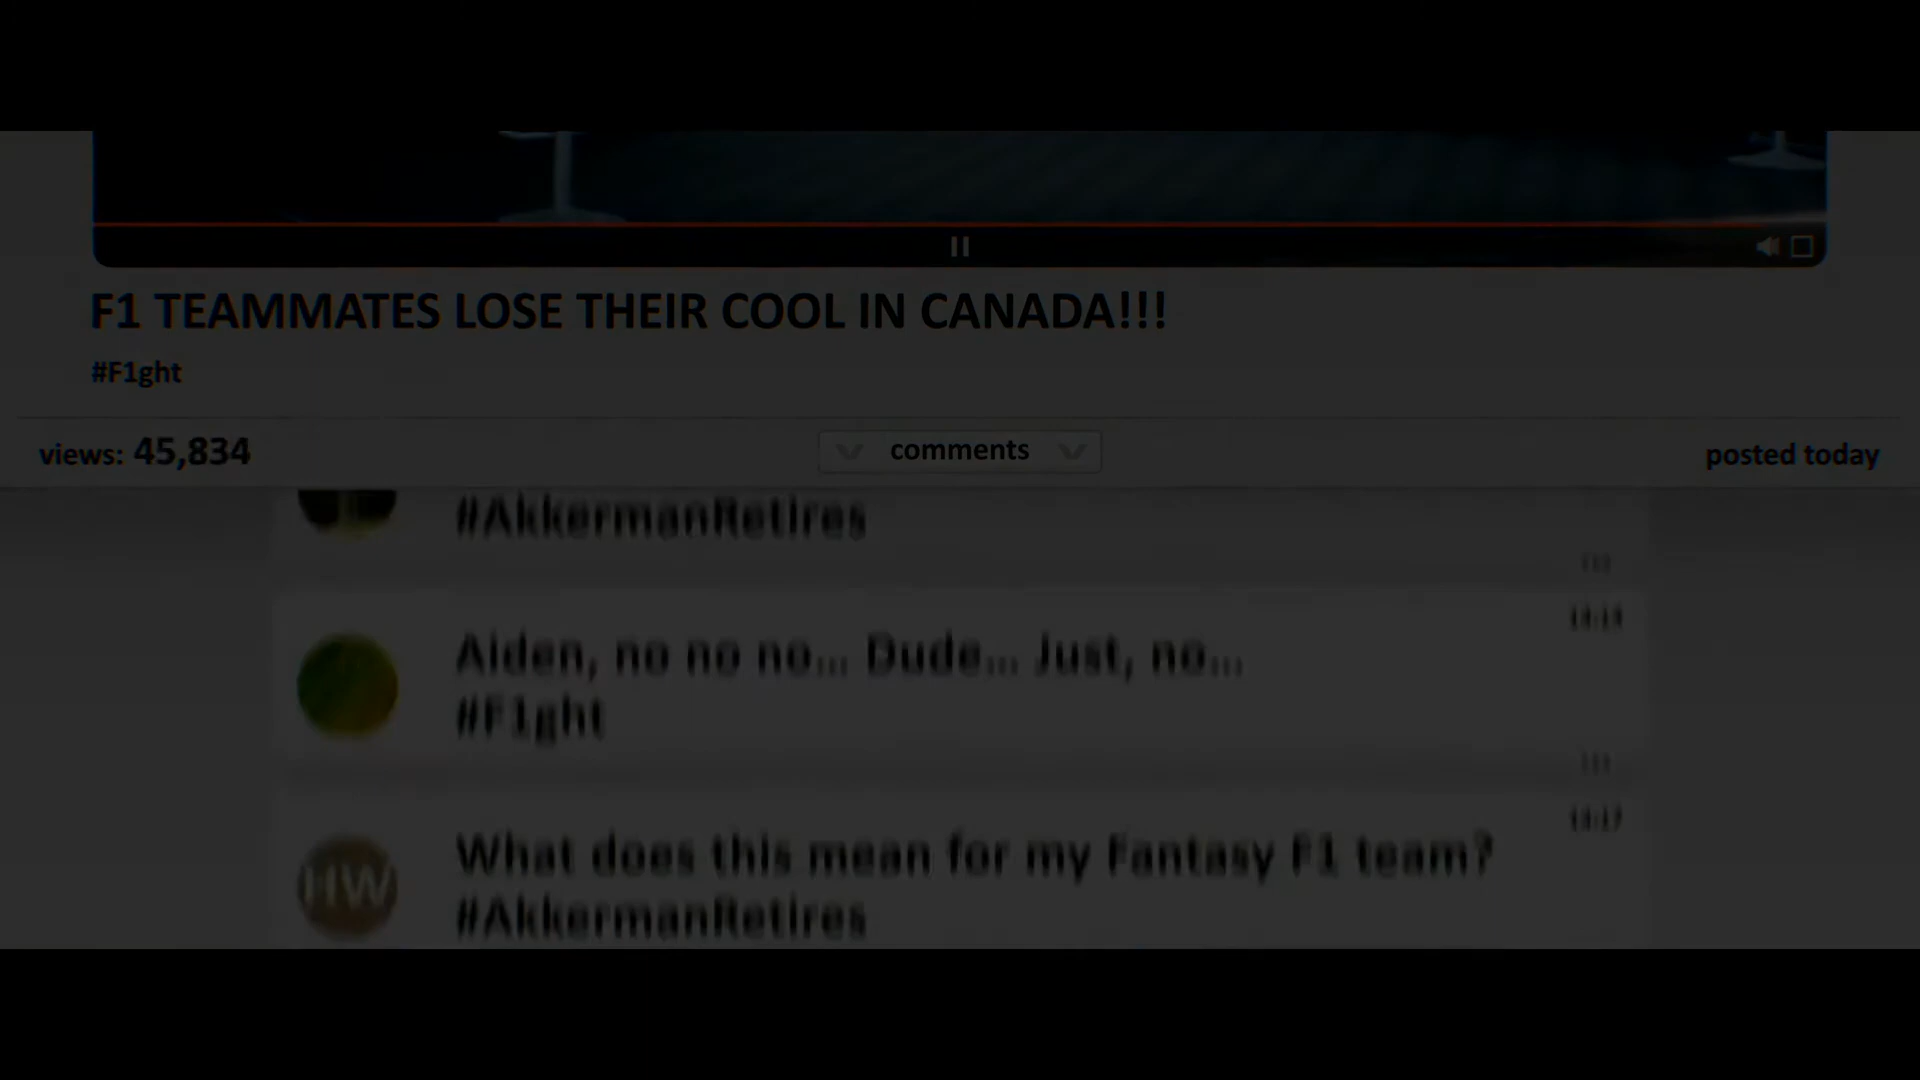 F1 TEAMMATES LOSE THEIR COOL IN CANADA!!!
#F1ght
views: 45,834
comments
posted today
#AkkermanRetires
Aiden, no no no... Dude... Just, no...
#F1ght
HW
What does this mean for my Fantasy F1 team?
#AkkermanRetires